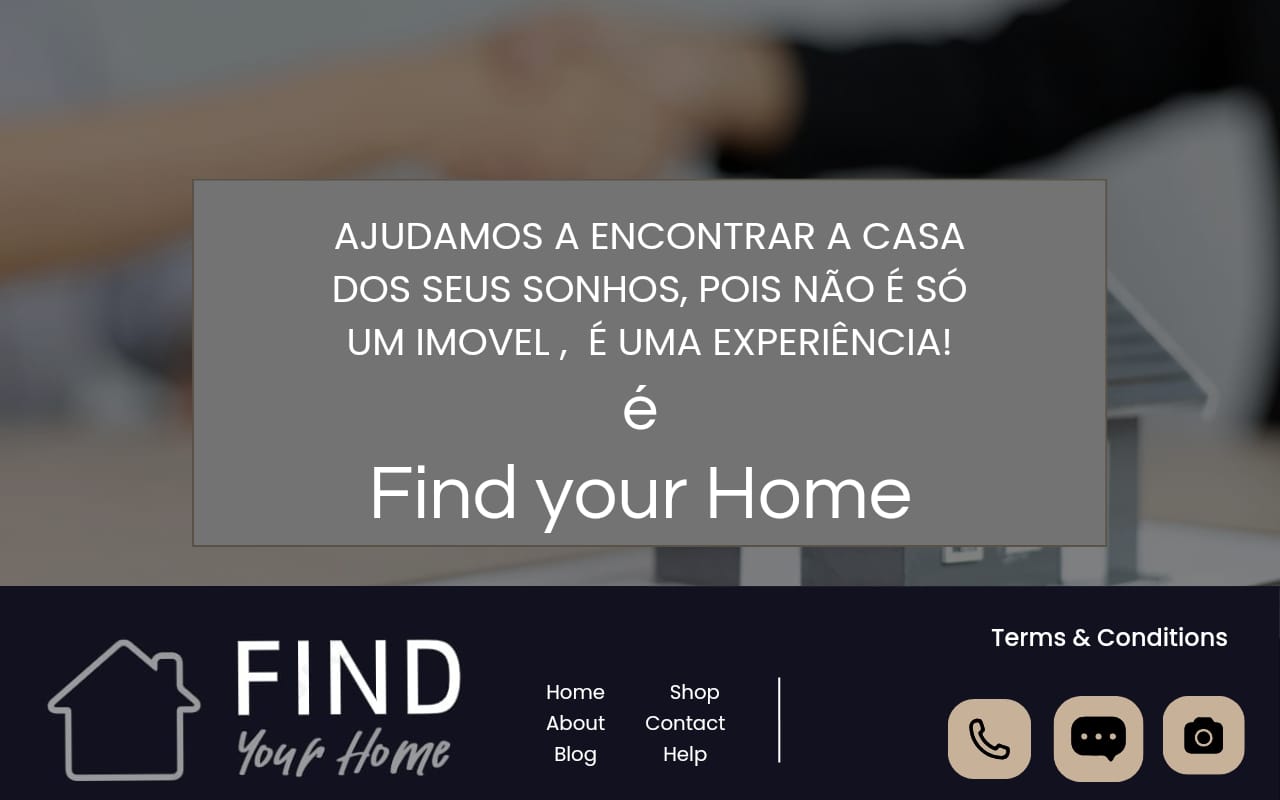 AJUDAMOS A ENCONTRAR A CASA
DOS SEUS SONHOS, POIS NÃO É SÓ
UM IMOVEL ,  É UMA EXPERIÊNCIA!
é
Find your Home
FIND
Your Home
Home
About
Blog
Shop
Contact
Help
Terms & Conditions